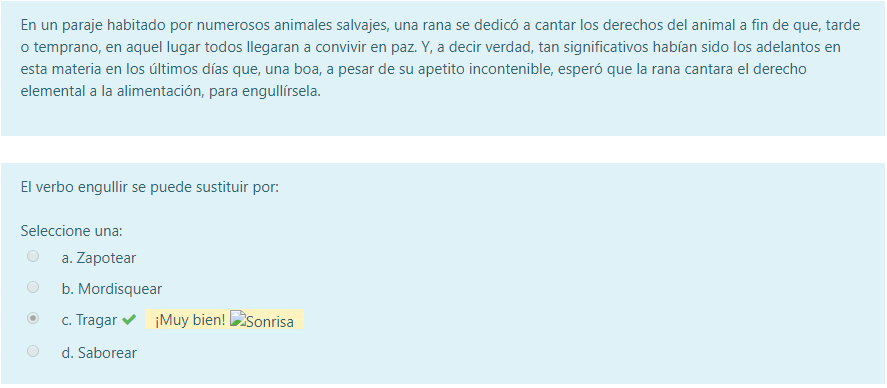 En un paraje habitado por numerosos animales salvajes, una rana se dedicó a cantar los derechos del animal a fin de que, tarde
o temprano, en aquel lugar todos llegaran a convivir en paz. Y, a decir verdad, tan significativos habían sido los adelantos en
esta materia en los últimos días que, una boa, a pesar de su apetito incontenible, esperó que la rana cantara el derecho
elemental a la alimentación, para engullírsela.
El verbo engullir se puede sustituir por:
Seleccione una:
a. Zapotear
b. Mordisquear
c. Tragar ✔ ¡Muy bien! Sonrisa
d. Saborear